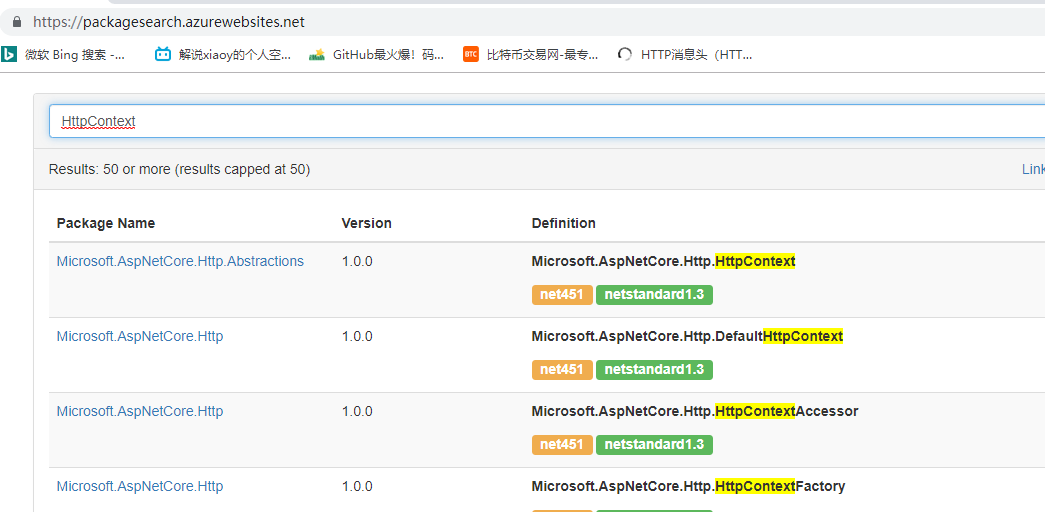 https://packagesearch.azurewebsites.net
微软 Bing 搜索 -... 解说xiaoy的个人空... GitHub最火爆！码... BTC 比特币交易网-最专... HTTP消息头（HTT...
HttpContext
Results: 50 or more (results capped at 50) Link
Package Name Version Definition
Microsoft.AspNetCore.Http.Abstractions 1.0.0 Microsoft.AspNetCore.Http.HttpContext
net451 netstandard1.3
Microsoft.AspNetCore.Http 1.0.0 Microsoft.AspNetCore.Http.DefaultHttpContext
net451 netstandard1.3
Microsoft.AspNetCore.Http 1.0.0 Microsoft.AspNetCore.Http.HttpContextAccessor
net451 netstandard1.3
Microsoft.AspNetCore.Http 1.0.0 Microsoft.AspNetCore.Http.HttpContextFactory